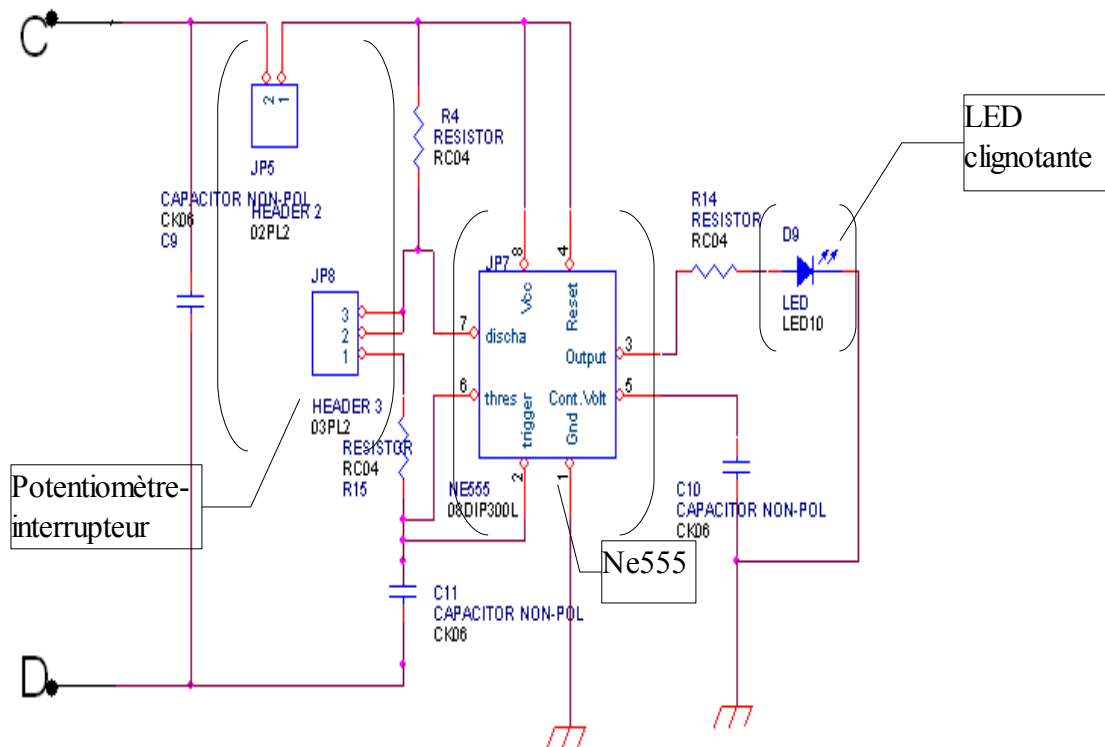 C
2
1
JP5
CAPACITOR NON-POL
HEADER 2
CK06
02PL2
C9
R4
RESISTOR
RC04
LED
clignotante
R14
RESISTOR
RC04
D9
LED
LED10
JP8
3
2
1
HEADER 3
03PL2
RESISTOR
RC04
R15
JP7
8
4
Vcc
Reset
7
discha
3
Output
6
thres
5
Cont.Volt
trigger
Gnd
2
1
NE555
08DIP300L
Potentiomètre-
interrupteur
Ne555
C10
CAPACITOR NON-POL
CK06
C11
CAPACITOR NON-POL
CK06
D